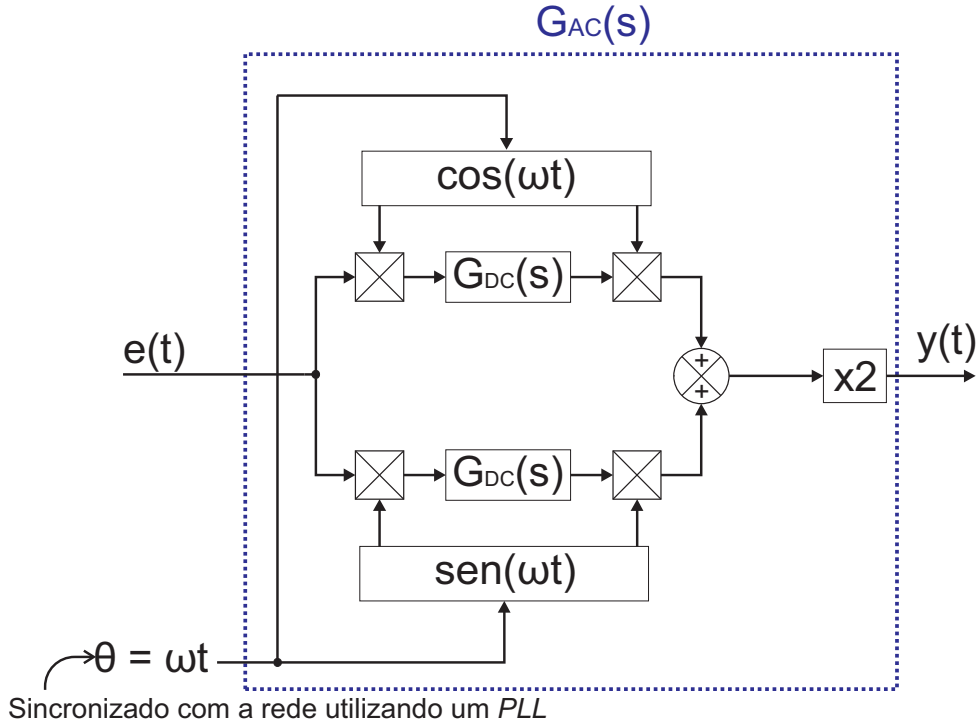 GAC(s)
cos(ωt)
GDC(s)
e(t)
+
+
x2
y(t)
GDC(s)
sen(ωt)
θ = ωt
Sincronizado com a rede utilizando um PLL